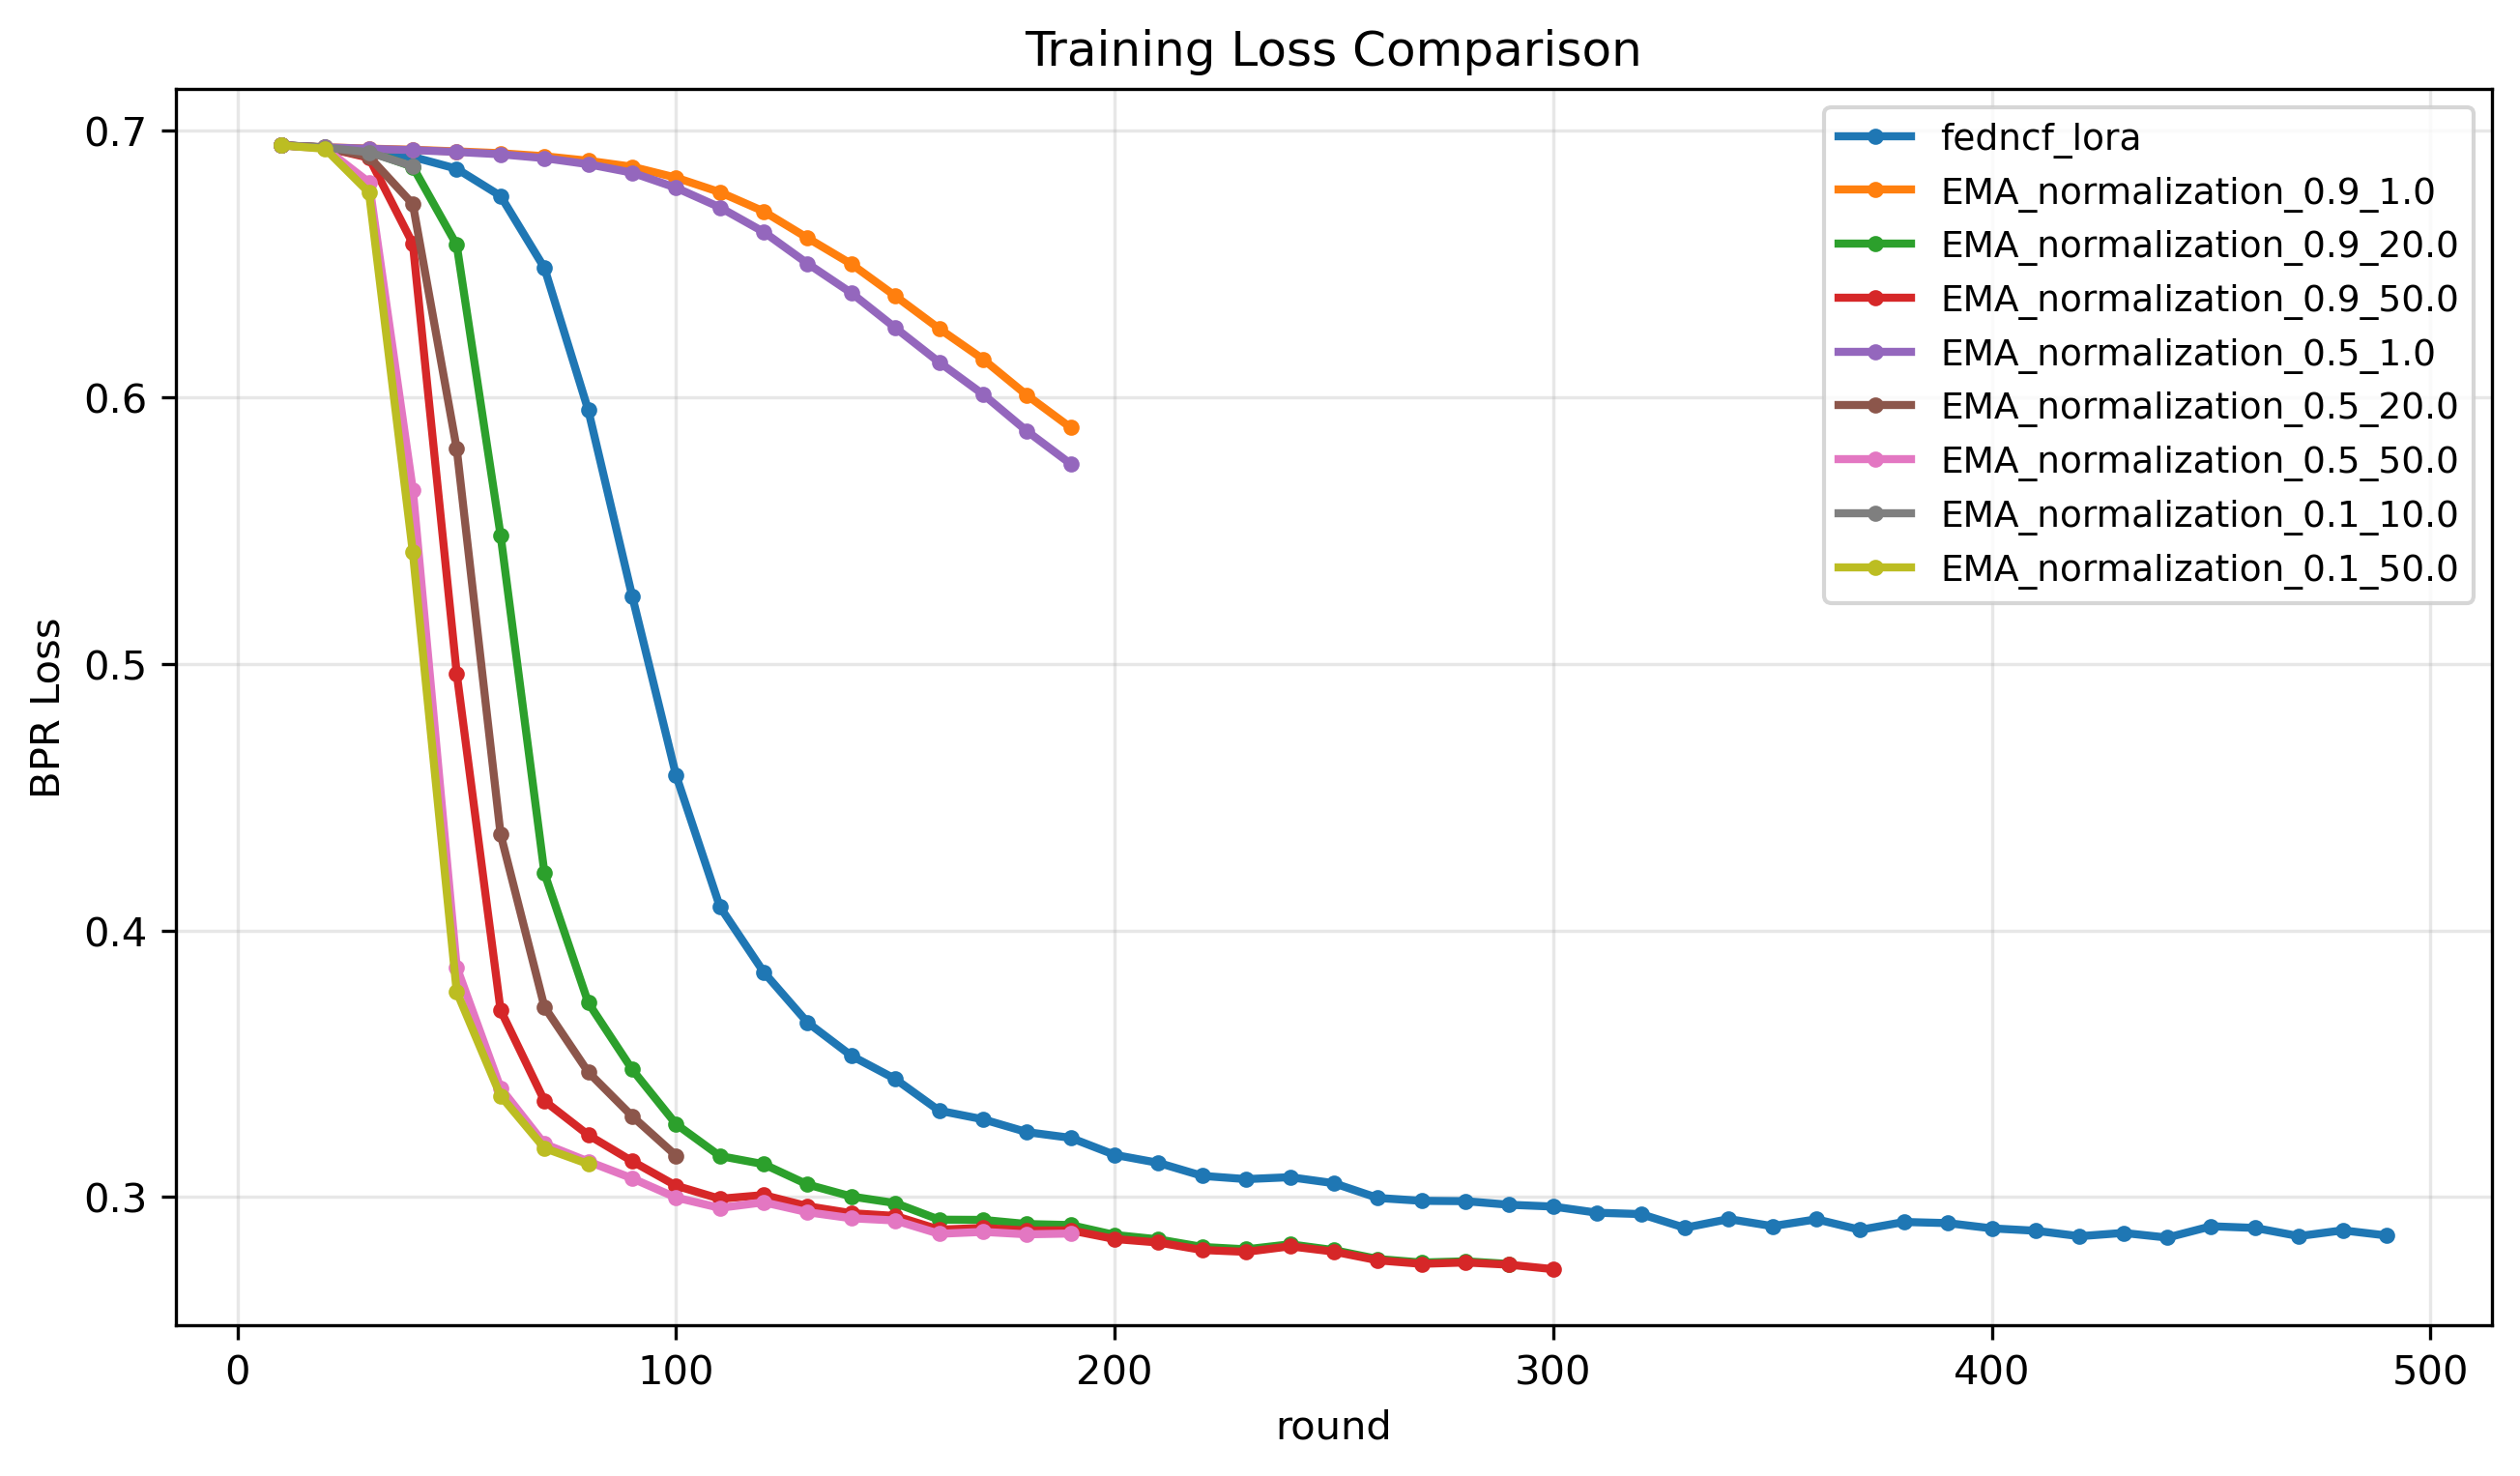 Training Loss Comparison
0.7
0.6
0.5
0.4
0.3
BPR Loss
fedncf_lora
EMA_normalization_0.9_1.0
EMA_normalization_0.9_20.0
EMA_normalization_0.9_50.0
EMA_normalization_0.5_1.0
EMA_normalization_0.5_20.0
EMA_normalization_0.5_50.0
EMA_normalization_0.1_10.0
EMA_normalization_0.1_50.0
0 100 200 300 400 500
round